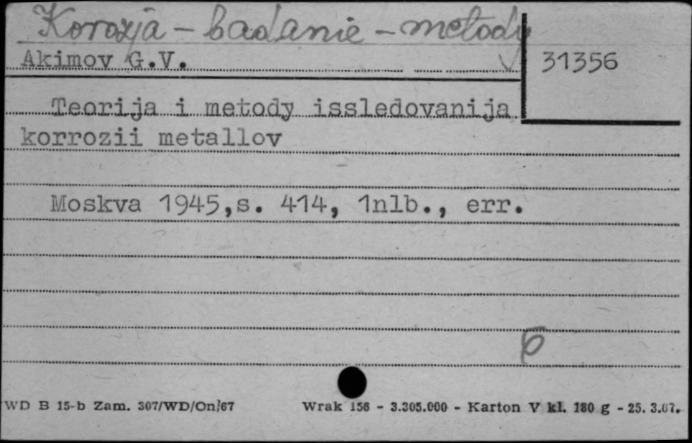 Korozja - badanie - metody
Akimov G.V.
31356
Teorija i metody issledovanija
korrozii metallov
Moskva 1945, s. 414, 1nlb., err.
6
WD B 15-b Zam. 307/WD/On/67 Wrak 156 - 3.305.000 - Karton V kl. 180 g - 25. 3.67.